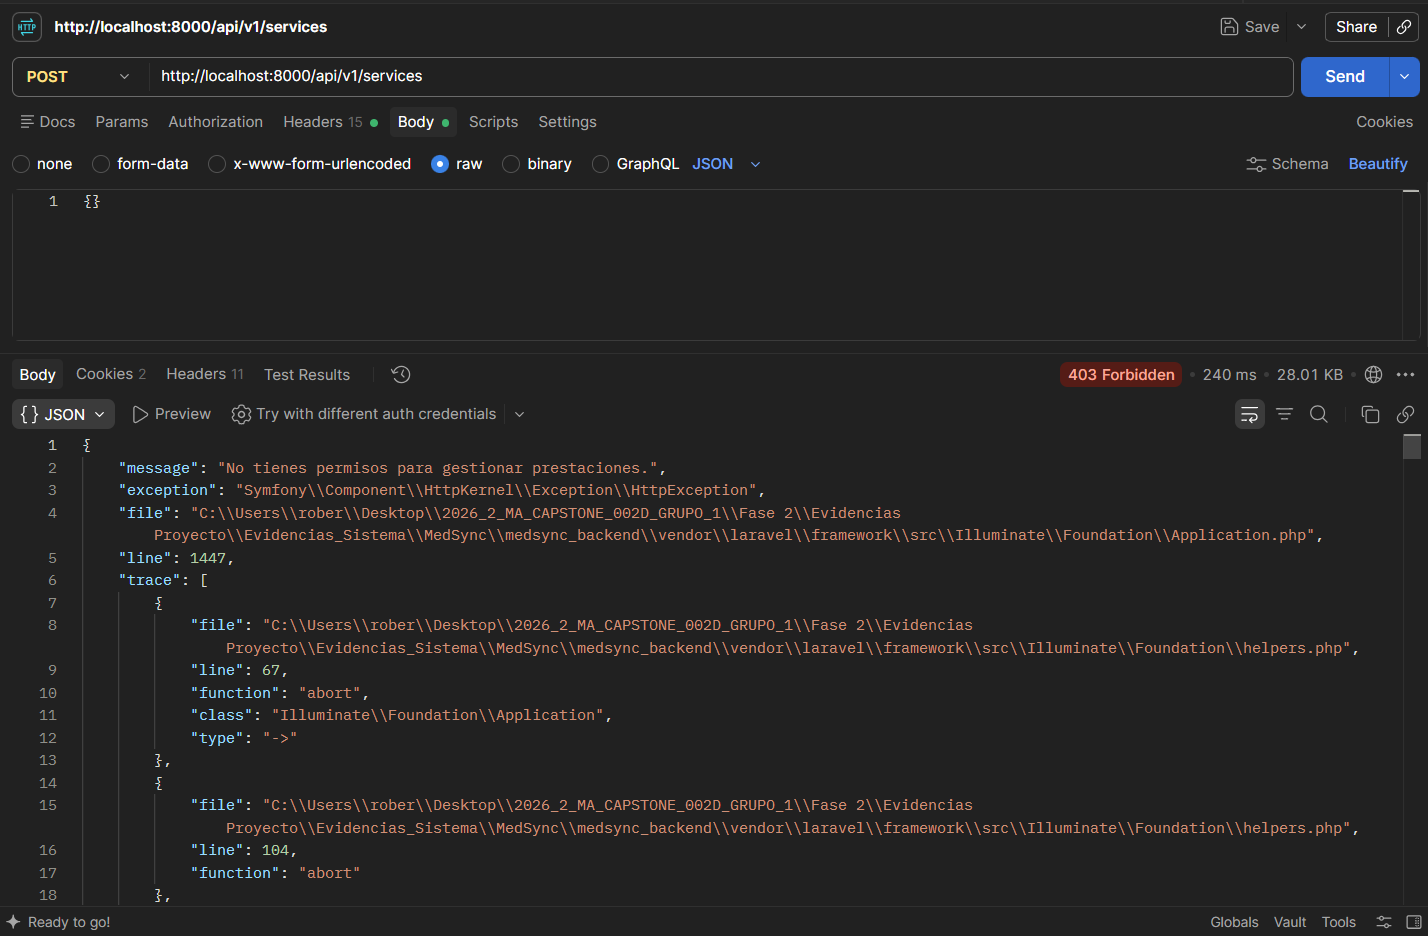 HTTP http://localhost:8000/api/v1/services Save Share
POST http://localhost:8000/api/v1/services Send
Docs Params Authorization Headers 15 Body Scripts Settings Cookies
none form-data x-www-form-urlencoded raw binary GraphQL JSON Schema Beautify
1 {}
Body Cookies 2 Headers 11 Test Results 403 Forbidden • 240 ms • 28.01 KB •
{} JSON Preview Try with different auth credentials
1 {
2 "message": "No tienes permisos para gestionar prestaciones.",
3 "exception": "Symfony\\Component\\HttpKernel\\Exception\\HttpException",
4 "file": "C:\\Users\\rober\\Desktop\\2026_2_MA_CAPSTONE_002D_GRUPO_1\\Fase 2\\Evidencias
Proyecto\\Evidencias_Sistema\\MedSync\\medsync_backend\\vendor\\laravel\\framework\\src\\Illuminate\\Foundation\\Application.php",
5 "line": 1447,
6 "trace": [
7 {
8 "file": "C:\\Users\\rober\\Desktop\\2026_2_MA_CAPSTONE_002D_GRUPO_1\\Fase 2\\Evidencias
Proyecto\\Evidencias_Sistema\\MedSync\\medsync_backend\\vendor\\laravel\\framework\\src\\Illuminate\\Foundation\\helpers.php",
9 "line": 67,
10 "function": "abort",
11 "class": "Illuminate\\Foundation\\Application",
12 "type": "->"
13 },
14 {
15 "file": "C:\\Users\\rober\\Desktop\\2026_2_MA_CAPSTONE_002D_GRUPO_1\\Fase 2\\Evidencias
Proyecto\\Evidencias_Sistema\\MedSync\\medsync_backend\\vendor\\laravel\\framework\\src\\Illuminate\\Foundation\\helpers.php",
16 "line": 104,
17 "function": "abort"
18 },
Ready to go! Globals Vault Tools